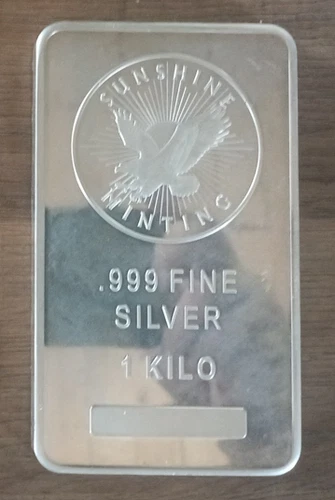 SUNSHINE
MINTING
.999 FINE
SILVER
1 KILO